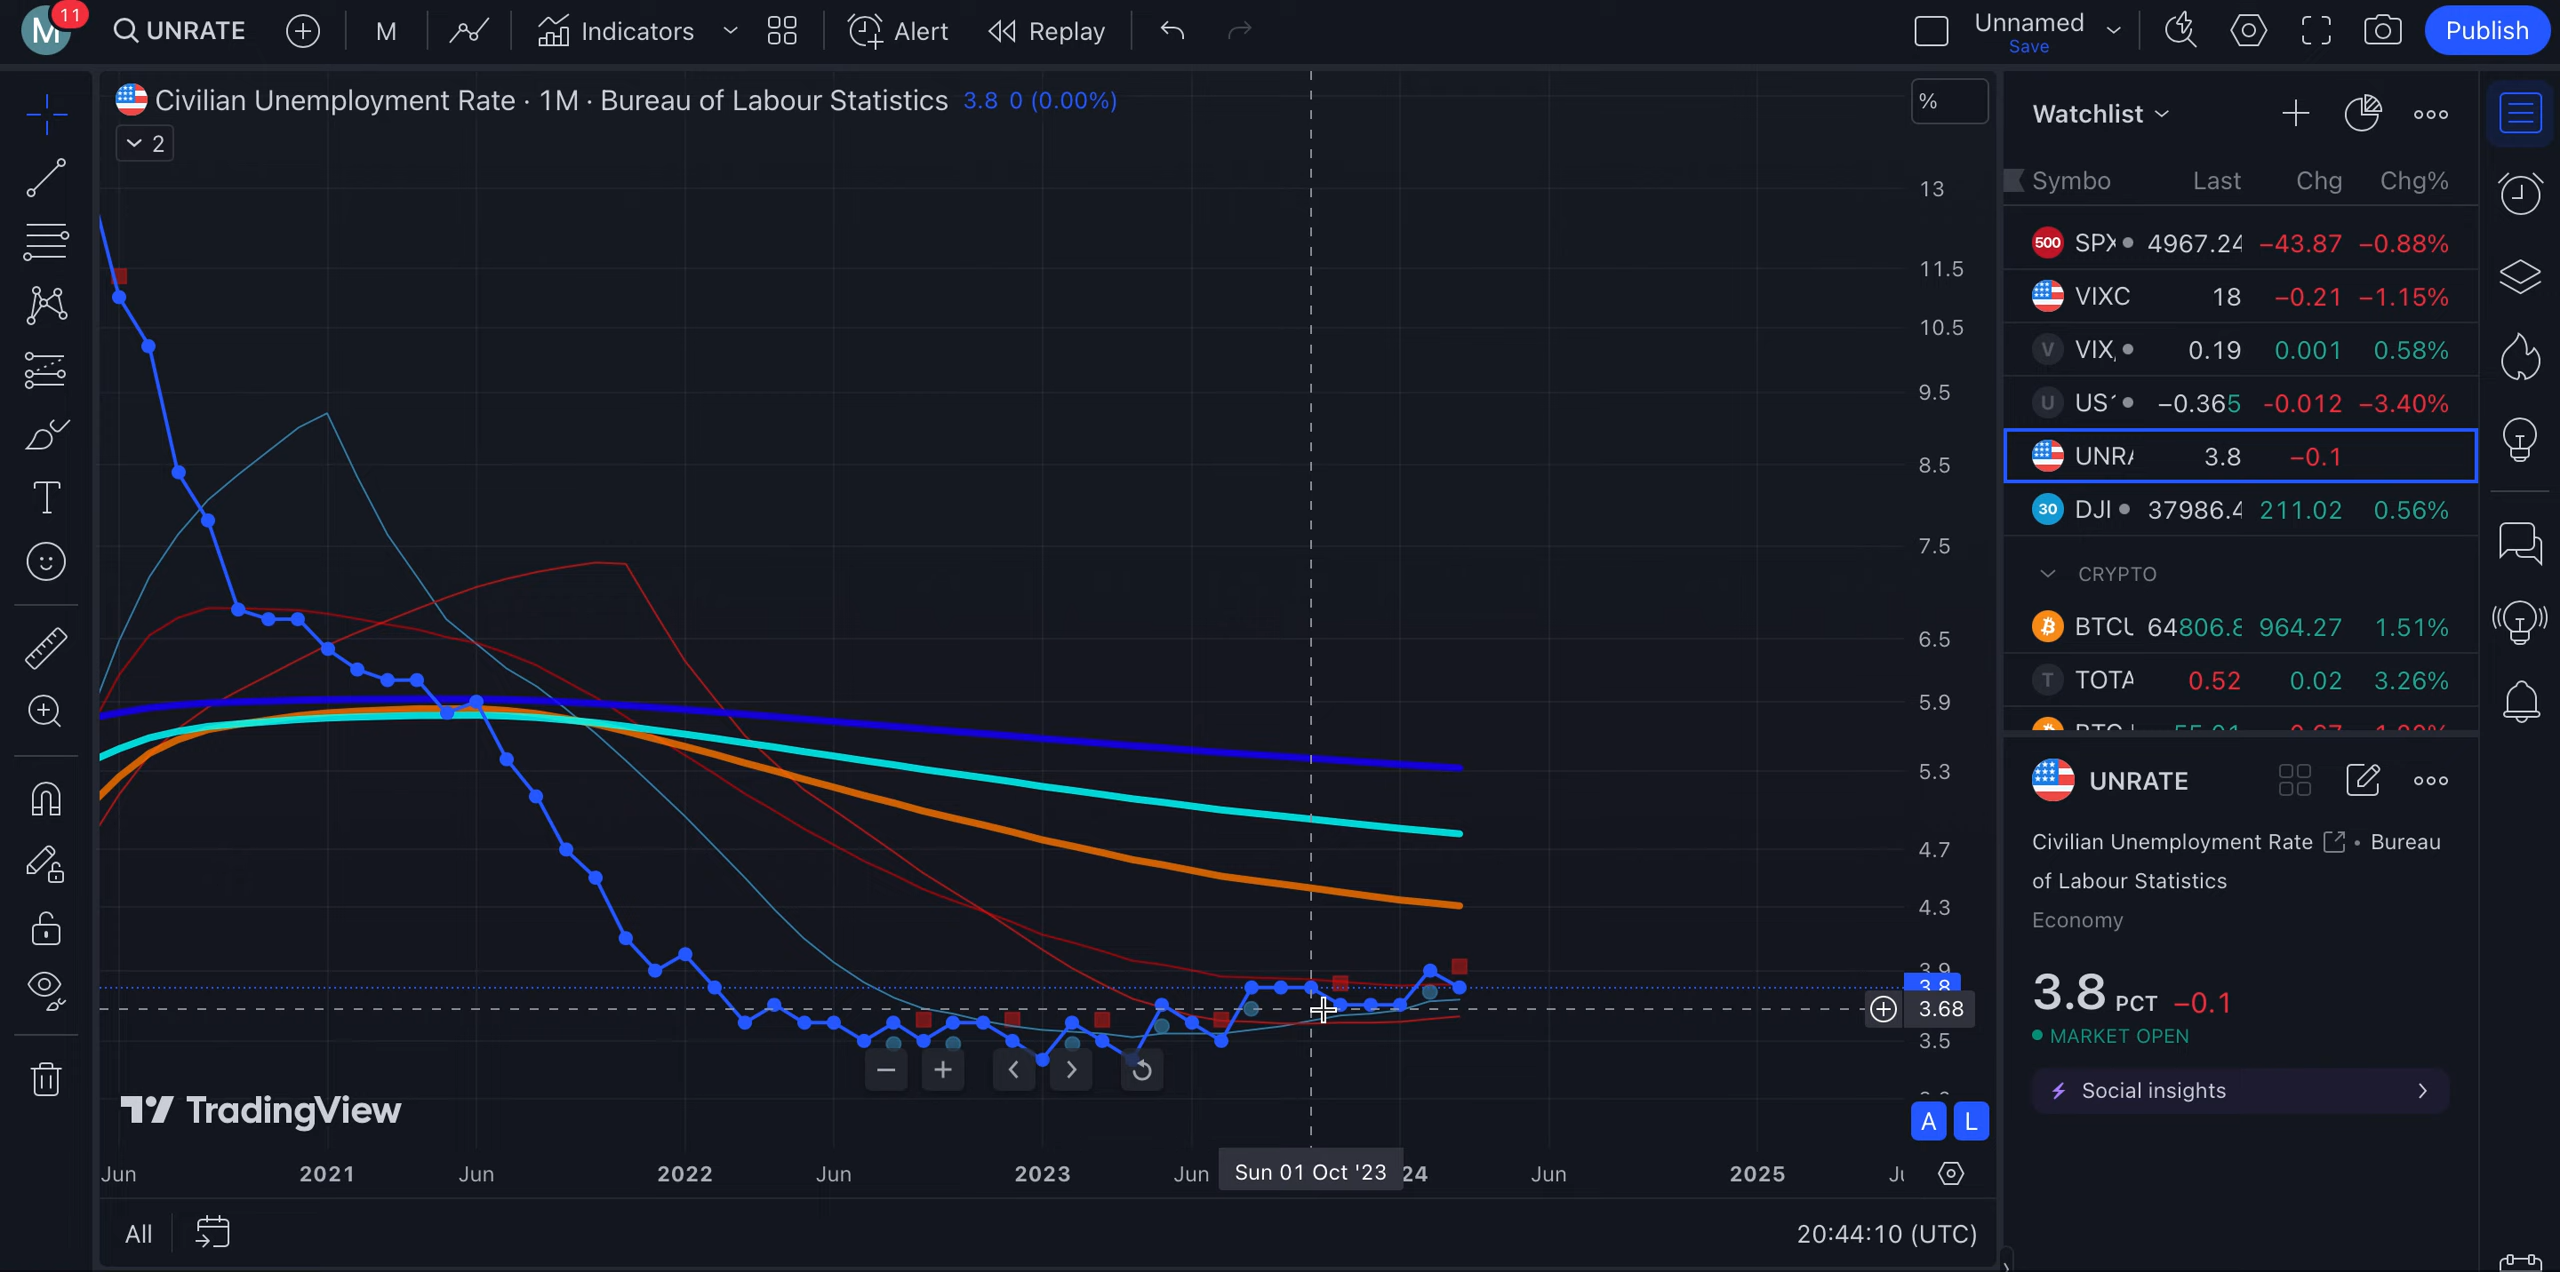 M 11 UNRATE M Indicators Alert Replay Unnamed Save Publish
Civilian Unemployment Rate · 1M · Bureau of Labour Statistics 3.8 0 (0.00%)
2
%
13
11.5
10.5
9.5
8.5
7.5
6.5
5.9
5.3
4.7
4.3
3.9
3.8
3.68
3.5
A L
TradingView
Jun 2021 Jun 2022 Jun 2023 Jun Sun 01 Oct '23 24 Jun 2025
All
20:44:10 (UTC)
Watchlist
Symbo Last Chg Chg%
500 SPX 4967.24 −43.87 −0.88%
VIXC 18 −0.21 −1.15%
V VIX 0.19 0.001 0.58%
U US −0.365 -0.012 −3.40%
UNRA 3.8 −0.1
30 DJI 37986.4 211.02 0.56%
CRYPTO
BTCU 64806.8 964.27 1.51%
T TOTA 0.52 0.02 3.26%
UNRATE
Civilian Unemployment Rate • Bureau
of Labour Statistics
Economy
3.8 PCT −0.1
MARKET OPEN
Social insights